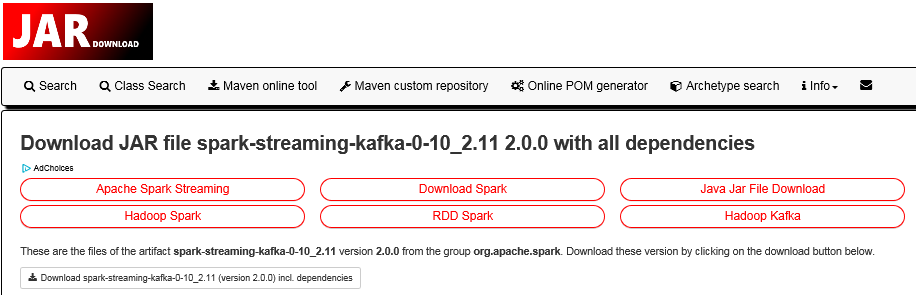 JAR DOWNLOAD
Search Class Search Maven online tool Maven custom repository Online POM generator Archetype search Info
Download JAR file spark-streaming-kafka-0-10_2.11 2.0.0 with all dependencies
AdChoices
Apache Spark Streaming Download Spark Java Jar File Download
Hadoop Spark RDD Spark Hadoop Kafka
These are the files of the artifact spark-streaming-kafka-0-10_2.11 version 2.0.0 from the group org.apache.spark. Download these version by clicking on the download button below.
Download spark-streaming-kafka-0-10_2.11 (version 2.0.0) incl. dependencies